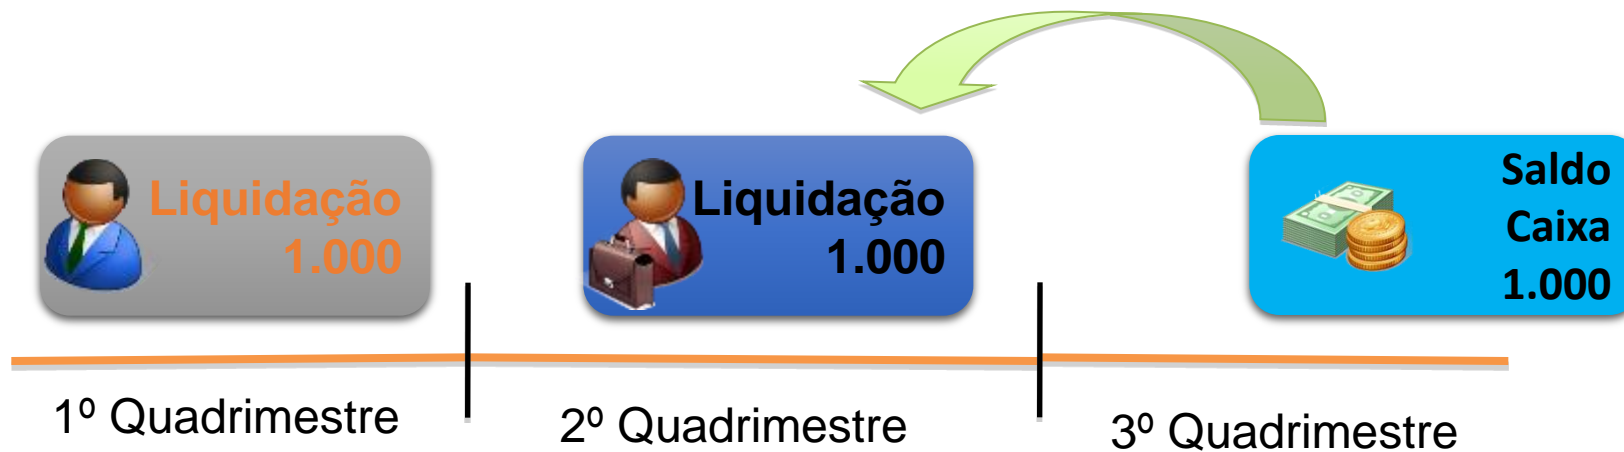 Liquidação
1.000
Liquidação
1.000
Saldo
Caixa
1.000
1º Quadrimestre
2º Quadrimestre
3º Quadrimestre